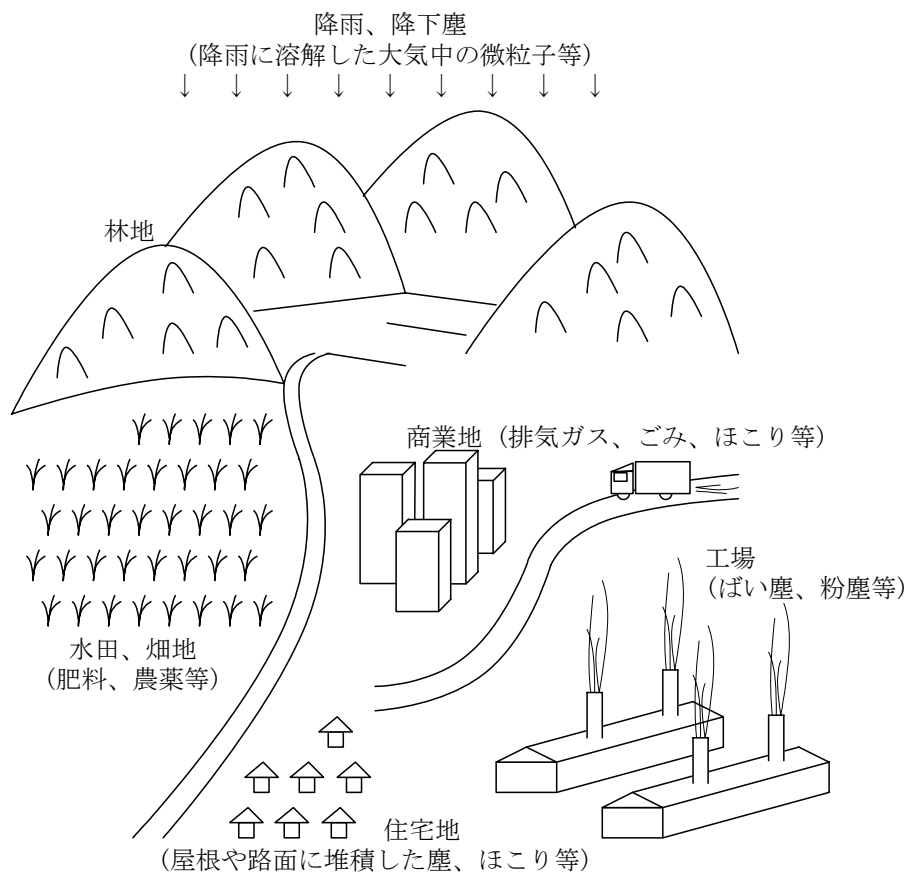 降雨、降下塵
（降雨に溶解した大気中の微粒子等）
林地
商業地（排気ガス、ごみ、ほこり等）
工場
（ばい塵、粉塵等）
水田、畑地
（肥料、農薬等）
住宅地
（屋根や路面に堆積した塵、ほこり等）